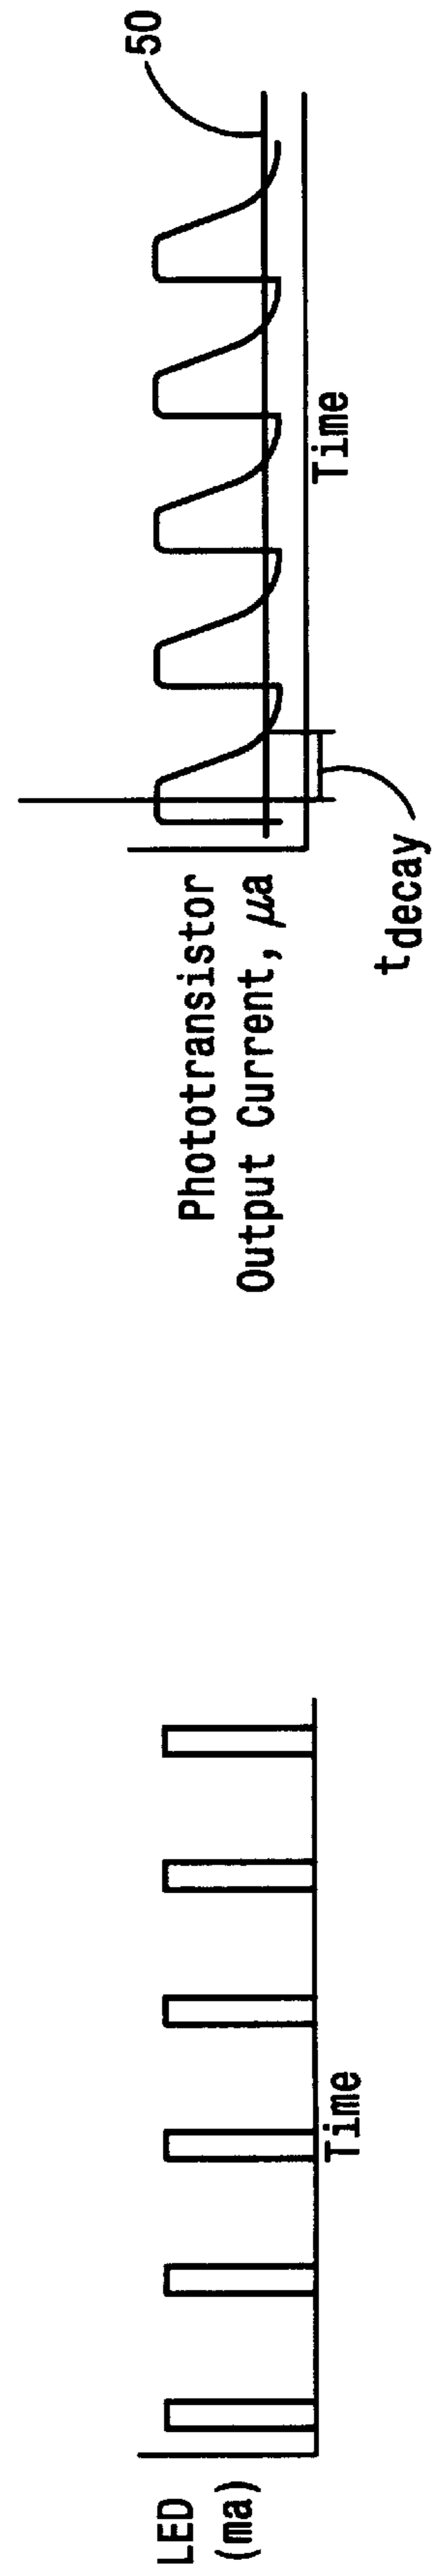 LED
(ma)
Time
Phototransistor
Output Current, μa
Time
50
tdecay